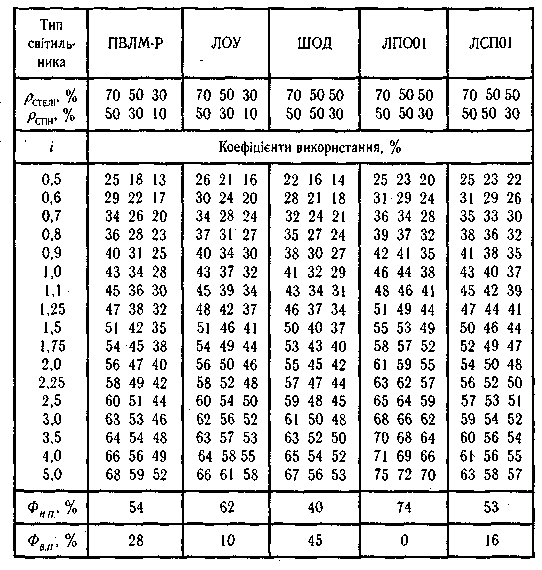 Тип світиль- ника ПВЛМ-Р ЛОУ ШОД ЛПО01 ЛСП01
ρстелі, % 70 50 30 70 50 30 70 50 50 70 50 50 70 50 50
ρстін, % 50 30 10 50 30 10 50 50 30 50 50 30 50 50 30
i Коефіцієнти використання, %
0,5 25 18 13 26 21 16 22 16 14 25 23 20 25 23 22
0,6 29 22 17 30 24 20 28 21 18 31 29 24 31 29 26
0,7 34 26 20 34 28 24 32 24 21 36 34 28 35 33 30
0,8 36 28 23 37 31 27 35 27 24 39 37 32 38 36 32
0,9 40 31 25 40 34 30 38 30 27 42 41 35 41 38 35
1,0 43 34 28 43 37 32 41 32 29 46 44 38 43 40 37
1,1 45 36 30 45 39 34 43 34 31 48 46 41 45 42 39
1,25 47 38 32 48 42 37 46 37 34 51 49 44 47 44 41
1,5 51 42 35 51 46 41 50 40 37 55 53 49 50 46 44
1,75 54 45 38 54 49 44 53 43 40 58 57 52 52 49 47
2,0 56 47 40 56 50 46 55 45 42 61 59 55 54 50 48
2,25 58 49 42 58 52 48 57 47 44 63 62 57 56 52 50
2,5 60 51 44 60 54 50 59 48 45 65 64 59 57 53 51
3,0 63 53 46 62 56 52 61 50 48 68 66 62 59 54 52
3,5 64 54 48 63 57 53 63 52 50 70 68 64 60 56 54
4,0 66 56 49 64 58 55 65 54 52 71 69 66 61 56 55
5,0 68 59 52 66 61 58 67 56 53 75 72 70 63 58 57
Фн.п, % 54 62 40 74 53
Фв.п, % 28 10 45 0 16